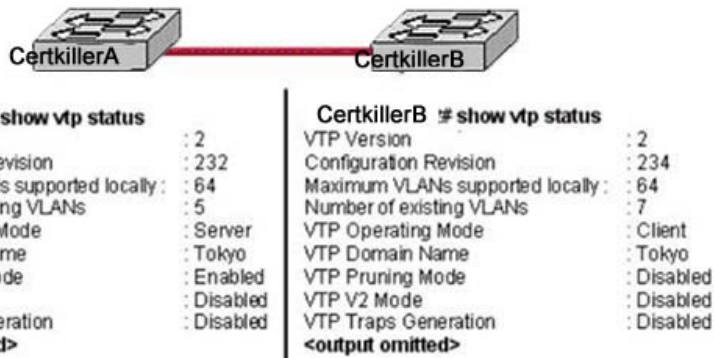 CertkillerA
CertkillerB
show vtp status
: 2
evision : 232
s supported locally : : 64
ng VLANs : 5
Mode : Server
me : Tokyo
de : Enabled
: Disabled
eration : Disabled
d>
CertkillerB # show vtp status
VTP Version : 2
Configuration Revision : 234
Maximum VLANs supported locally : : 64
Number of existing VLANs : 7
VTP Operating Mode : Client
VTP Domain Name : Tokyo
VTP Pruning Mode : Disabled
VTP V2 Mode : Disabled
VTP Traps Generation : Disabled
<output omitted>